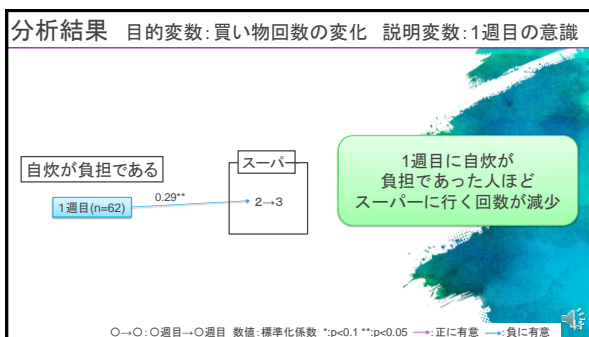 分析結果 目的変数:買い物回数の変化 説明変数:1週目の意識
自炊が負担である
1週目(n=62)
0.29**
スーパー
2→3
1週目に自炊が
負担であった人ほど
スーパーに行く回数が減少
○→○:○週目→○週目 数値:標準化係数 *:p<0.1 **:p<0.05 →:正に有意 →:負に有意